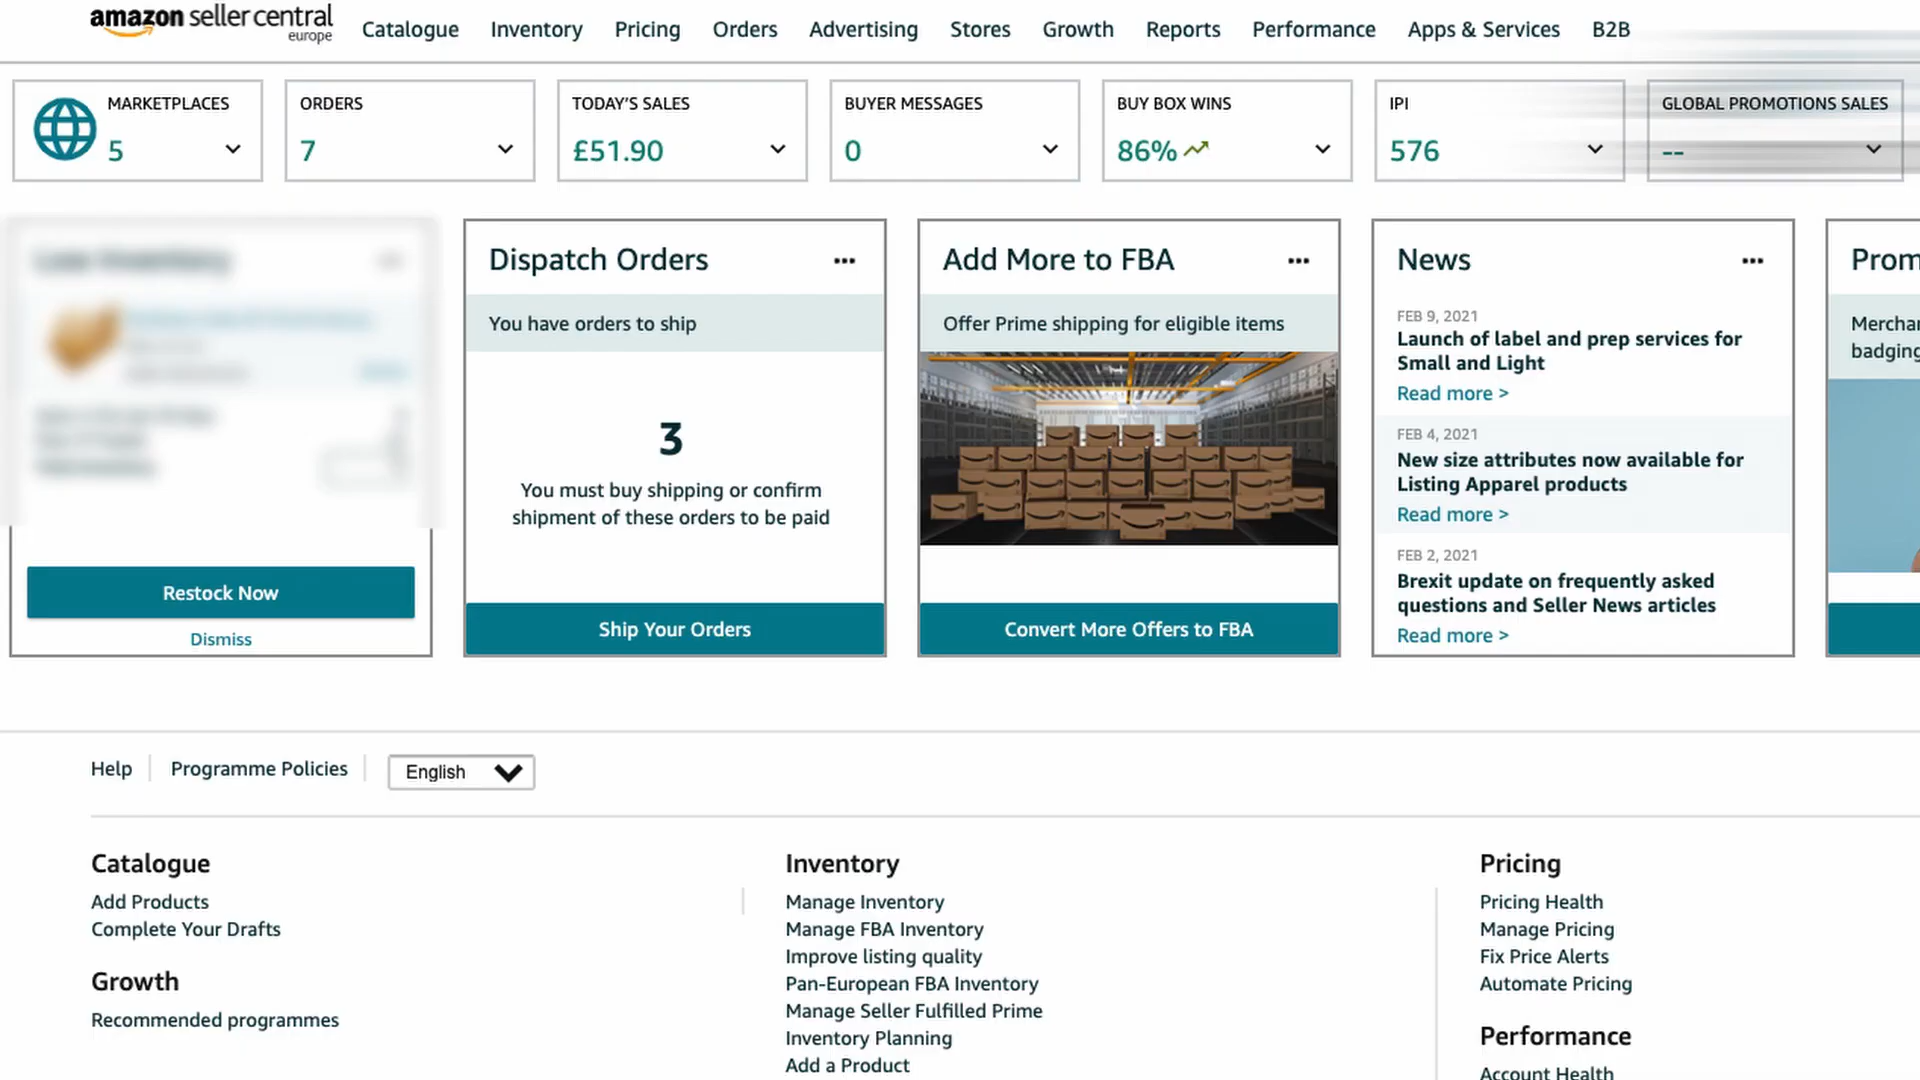 amazon seller central
europe
Catalogue Inventory Pricing Orders Advertising Stores Growth Reports Performance Apps & Services B2B
MARKETPLACES
5
ORDERS
7
TODAY'S SALES
£51.90
BUYER MESSAGES
0
BUY BOX WINS
86%
IPI
576
GLOBAL PROMOTIONS SALES
--
Restock Now
Dismiss
Dispatch Orders
You have orders to ship
3
You must buy shipping or confirm
shipment of these orders to be paid
Ship Your Orders
Add More to FBA
Offer Prime shipping for eligible items
Convert More Offers to FBA
News
FEB 9, 2021
Launch of label and prep services for
Small and Light
Read more >
FEB 4, 2021
New size attributes now available for
Listing Apparel products
Read more >
FEB 2, 2021
Brexit update on frequently asked
questions and Seller News articles
Read more >
Prom
Merchan
badging
Help
Programme Policies
English
Catalogue
Add Products
Complete Your Drafts
Growth
Recommended programmes
Inventory
Manage Inventory
Manage FBA Inventory
Improve listing quality
Pan-European FBA Inventory
Manage Seller Fulfilled Prime
Inventory Planning
Add a Product
Pricing
Pricing Health
Manage Pricing
Fix Price Alerts
Automate Pricing
Performance
Account Health